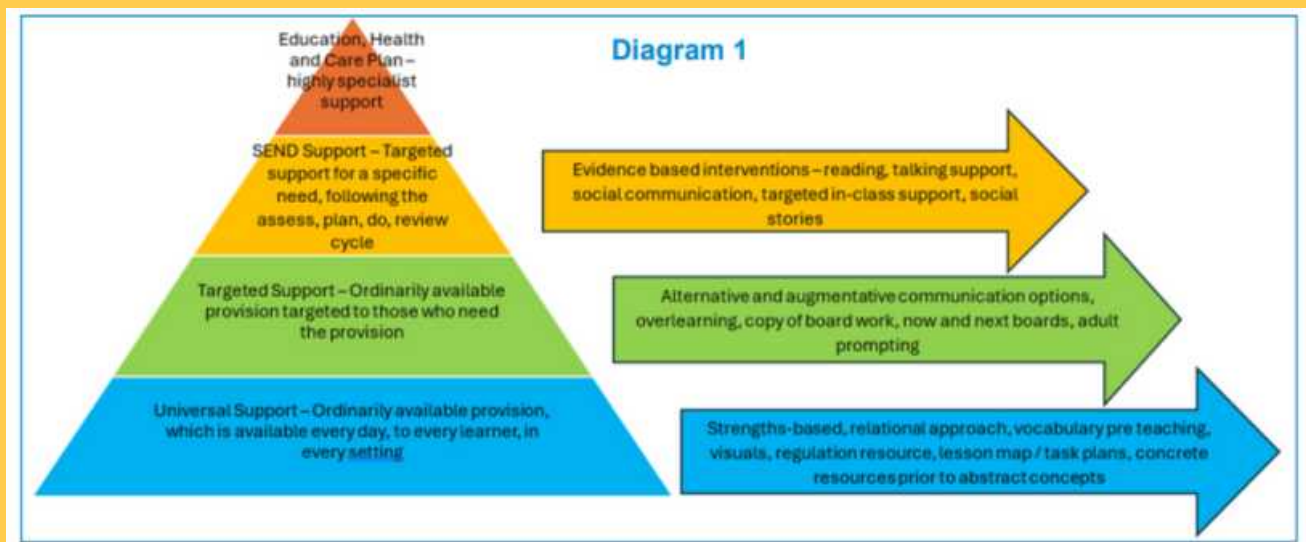 Diagram 1
Education, Health
and Care Plan –
highly specialist
support
SEND Support – Targeted
support for a specific
need, following the
assess, plan, do, review
cycle
Evidence based interventions – reading, talking support,
social communication, targeted in-class support, social
stories
Targeted Support – Ordinarily available
provision targeted to those who need
the provision
Alternative and augmentative communication options,
overlearning, copy of board work, now and next boards, adult
prompting
Universal Support – Ordinarily available provision,
which is available every day, to every learner, in
every setting
Strengths-based, relational approach, vocabulary pre teaching,
visuals, regulation resource, lesson map / task plans, concrete
resources prior to abstract concepts